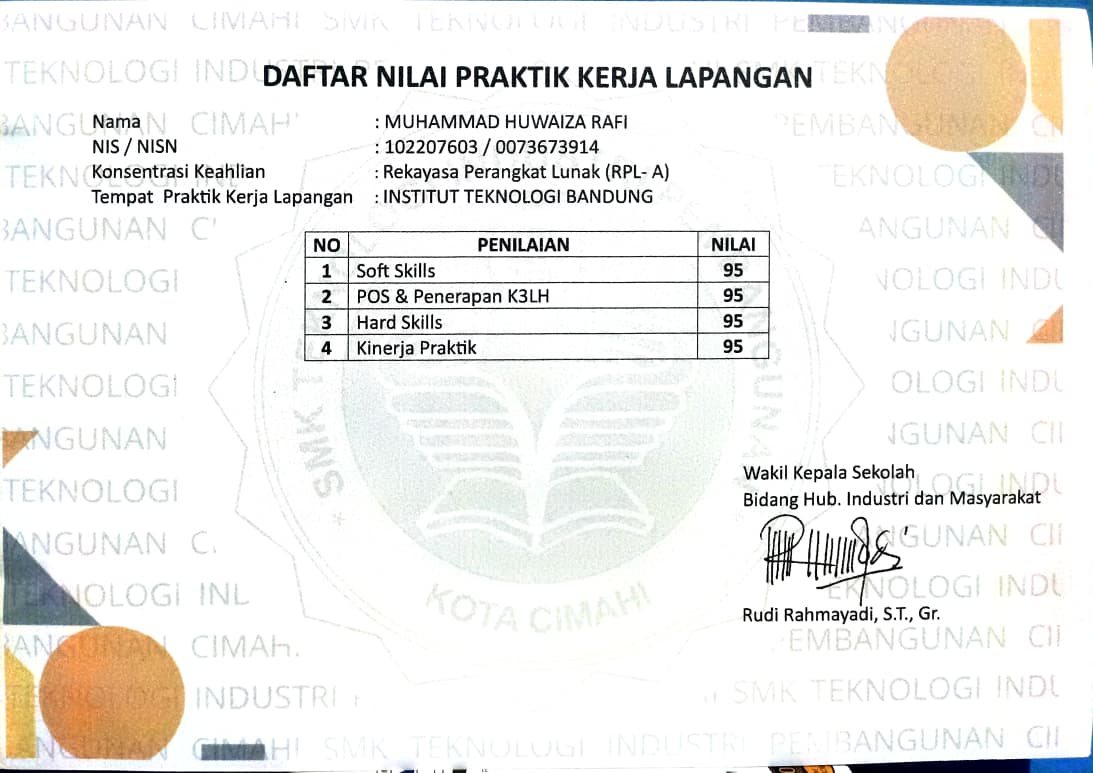 DAFTAR NILAI PRAKTIK KERJA LAPANGAN
Nama : MUHAMMAD HUWAIZA RAFI
NIS / NISN : 102207603 / 0073673914
Konsentrasi Keahlian : Rekayasa Perangkat Lunak (RPL- A)
Tempat Praktik Kerja Lapangan : INSTITUT TEKNOLOGI BANDUNG
NO PENILAIAN NILAI
1 Soft Skills 95
2 POS & Penerapan K3LH 95
3 Hard Skills 95
4 Kinerja Praktik 95
Wakil Kepala Sekolah
Bidang Hub. Industri dan Masyarakat
Rudi Rahmayadi, S.T., Gr.
KOTA CIMAHI